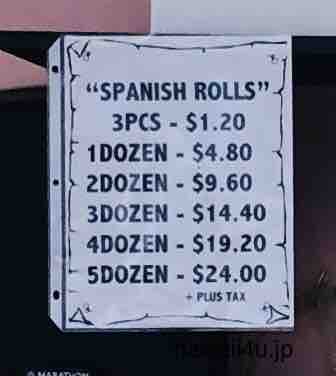 “SPANISH ROLLS”
3PCS - $1.20
1DOZEN - $4.80
2DOZEN - $9.60
3DOZEN - $14.40
4DOZEN - $19.20
5DOZEN - $24.00
+ PLUS TAX
hawaii4u.jp
© MARATHON